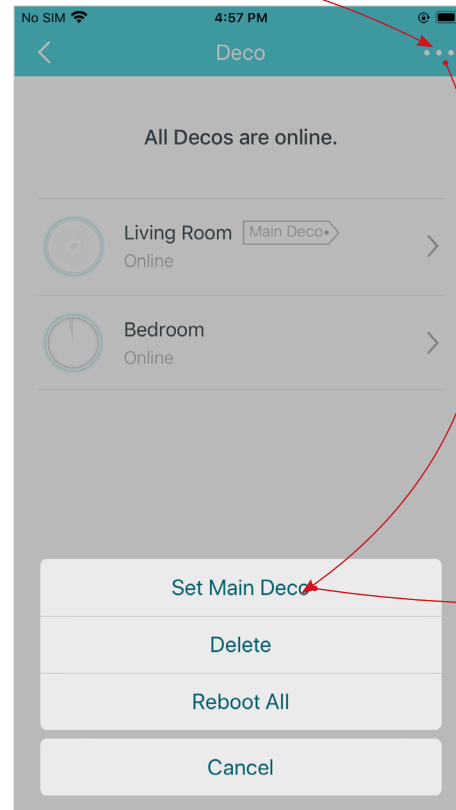 No SIM 4:57 PM
Deco
All Decos are online.
Living Room Main Deco
Online
Bedroom
Online
Set Main Deco
Delete
Reboot All
Cancel